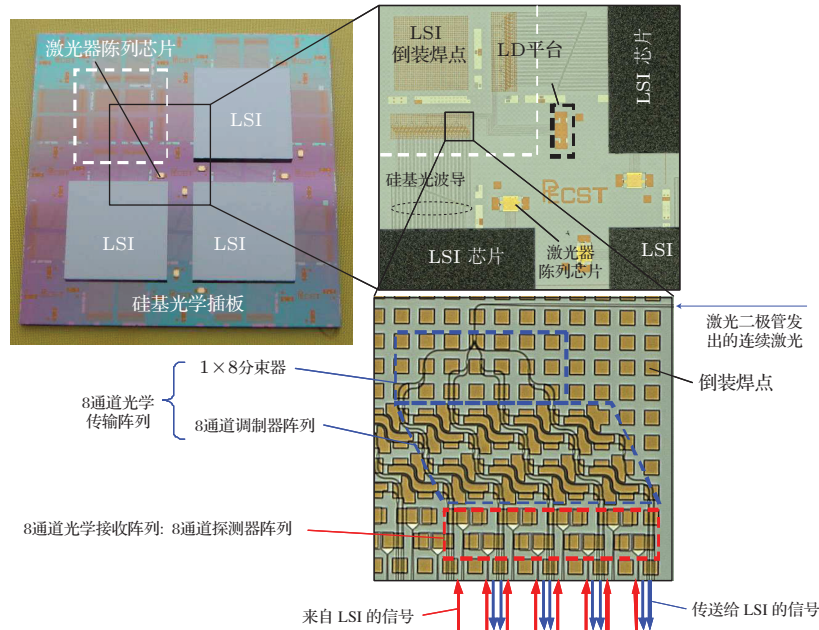 激光器陈列芯片
LSI
LSI
LSI
硅基光学插板
LSI
倒装焊点
LD平台
LSI 芯片
硅基光波导
PECST
LSI 芯片
激光器
陈列芯片
LSI
激光二极管发
出的连续激光
倒装焊点
1×8分束器
8通道光学
传输阵列
8通道调制器阵列
8通道光学接收阵列: 8通道探测器阵列
来自 LSI 的信号
传送给 LSI 的信号